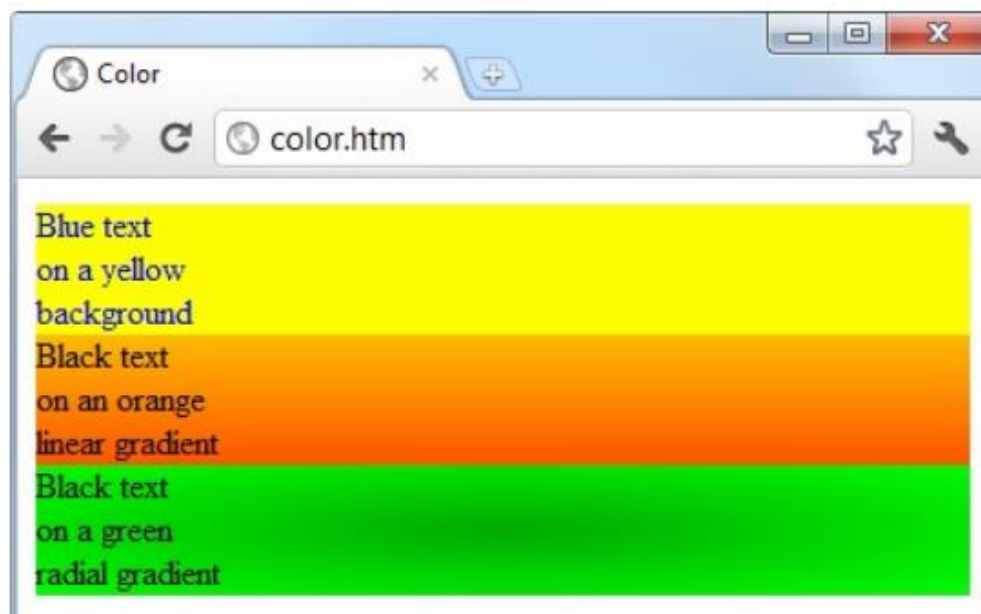 Color
color.htm
Blue text
on a yellow
background
Black text
on an orange
linear gradient
Black text
on a green
radial gradient